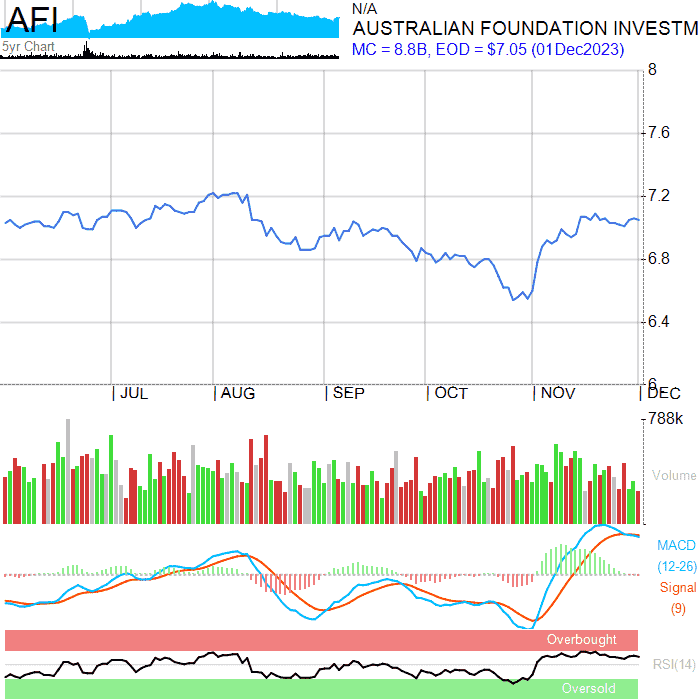 AFI
5yr Chart
N/A
AUSTRALIAN FOUNDATION INVESTM
MC = 8.8B, EOD = $7.05 (01Dec2023)
8
7.6
7.2
6.8
6.4
6
JUL AUG SEP OCT NOV DEC
788k
Volume
MACD
(12-26)
Signal
(9)
Overbought
RSI(14)
Oversold